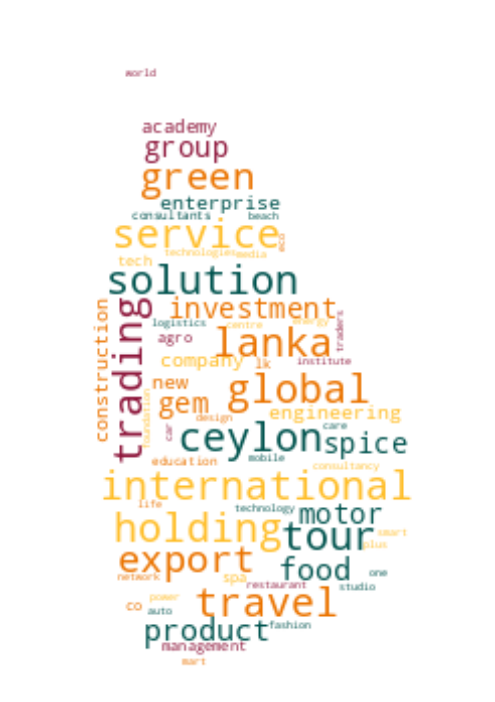 world
academy
group
green
enterprise
consultants beach
service eco
technologies media
tech
solution
construction
trading
investment
logistics centre energy
traders
agro lanka
company lk institute
new global
gem
foundation
design engineering
car
ceylon care
spice
education mobile
consultancy
international
life technology motor
holding tour smart
plus
export food one
network spa restaurant studio
power travel
co auto
product fashion
management
mart